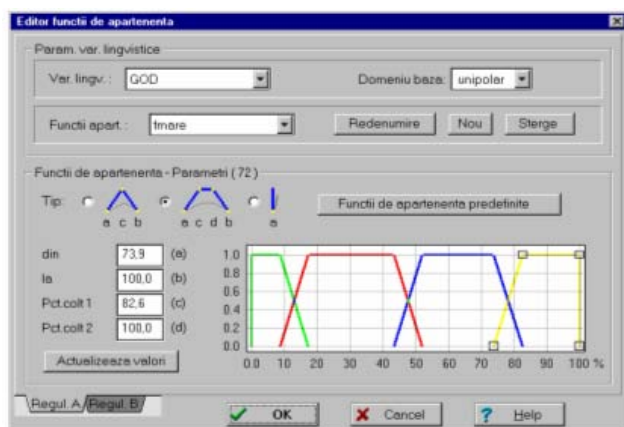 Editor functii de apartenenta
Param. var. lingvistice
Var. lingv.: GOD Domeniu baza: unipolar
Functii apart.: fmare Redenumire Nou Sterge
Functii de apartenenta - Parametri ( 72 )
Tip:
a c b a c d b a
Functii de apartenenta predefinite
din 73,9 (a)
la 100,0 (b)
Pct.colt 1 82,6 (c)
Pct.colt 2 100,0 (d)
Actualizeaza valori
1.0
0.8
0.6
0.4
0.2
0.0
0.0 10 20 30 40 50 60 70 80 90 100 %
Regul. A Regul. B
OK Cancel Help